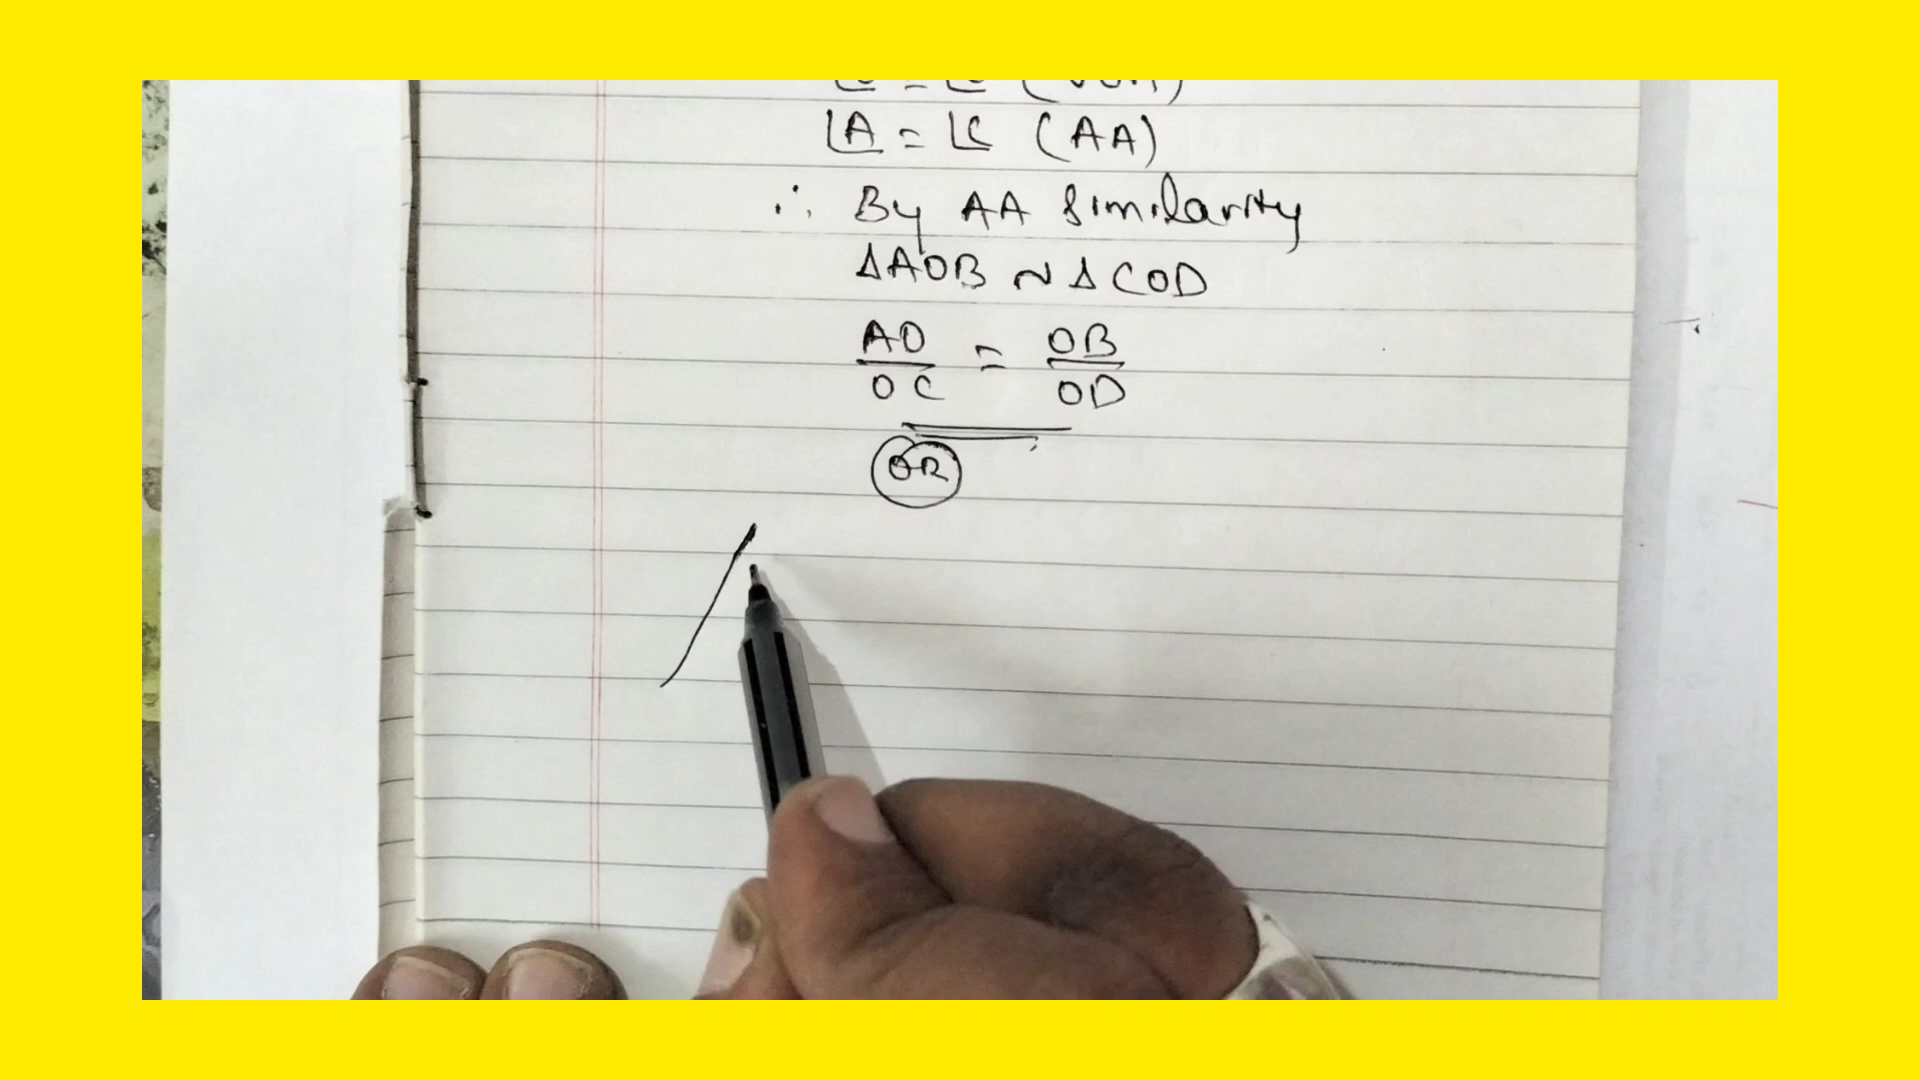 ∠A = ∠C (AA)
∴ By AA Similarity
ΔAOB ~ ΔCOD
AO/OC = OB/OD
OR